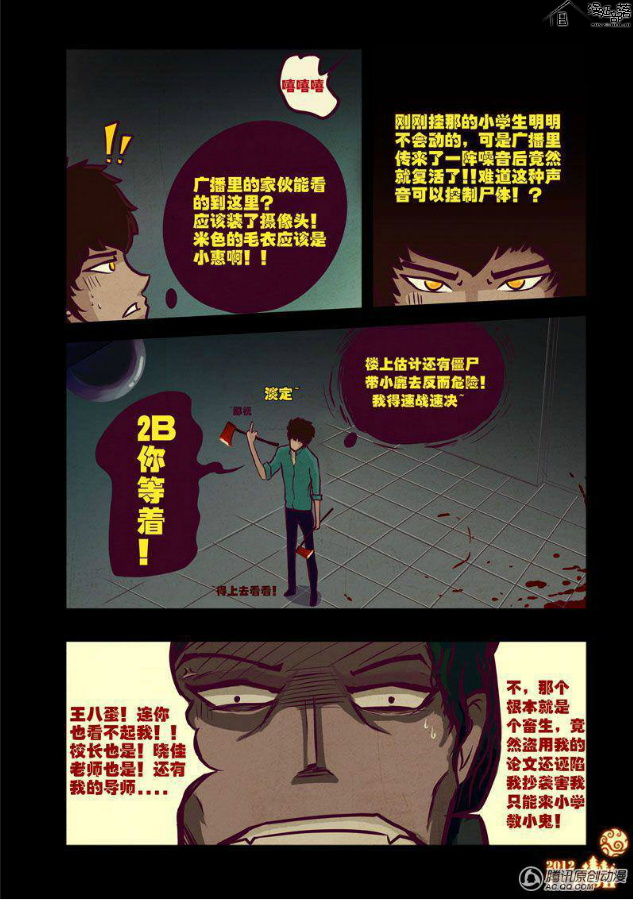 漫域部落
嘻嘻嘻
!!
广播里的家伙能看
的到这里？
应该装了摄像头！
米色的毛衣应该是
小惠啊！！
刚刚挂那的小学生明明
不会动的，可是广播里
传来了一阵噪音后竟然
就复活了!!难道这种声
音可以控制尸体！？
楼上估计还有僵尸
带小鹿去反而危险！
我得速战速决~
淡定~
~鄙视
2B
你
等
着
！
~得上去看看！
王八蛋！连你
也看不起我！！
校长也是！晓佳
老师也是！还有
我的导师....
不，那个
根本就是
个畜生，竟
然盗用我的
论文还诬陷
我抄袭害我
只能来小学
教小鬼！
2012
腾讯原创动漫
AC.QQ.COM